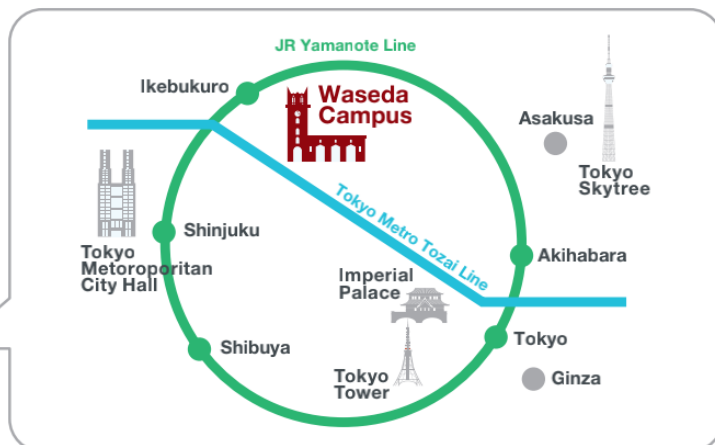 JR Yamanote Line
Ikebukuro
Waseda
Campus
Asakusa
Tokyo
Skytree
Shinjuku
Tokyo Metro Tozai Line
Akihabara
Tokyo
Metoroporitan
City Hall
Imperial
Palace
Shibuya
Tokyo
Tokyo
Tower
Ginza